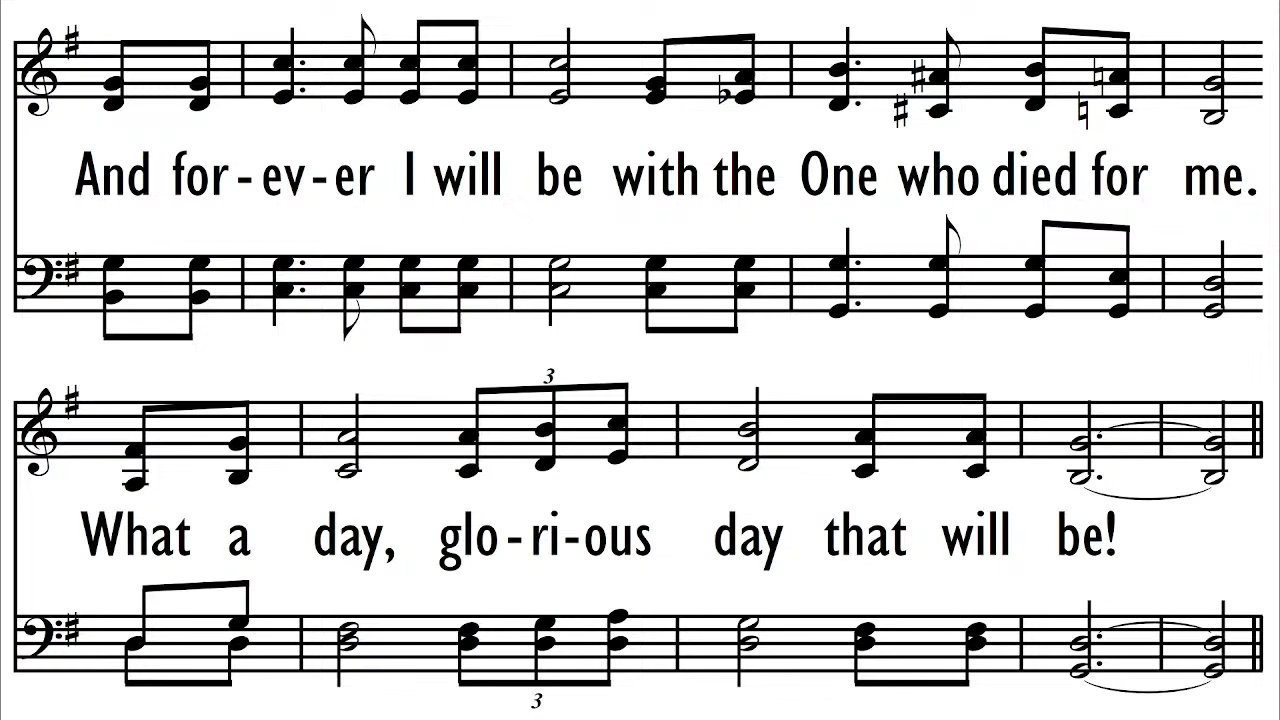 And for-ev-er I will be with the One who died for me.
3
What a day, glo-ri-ous day that will be!
3